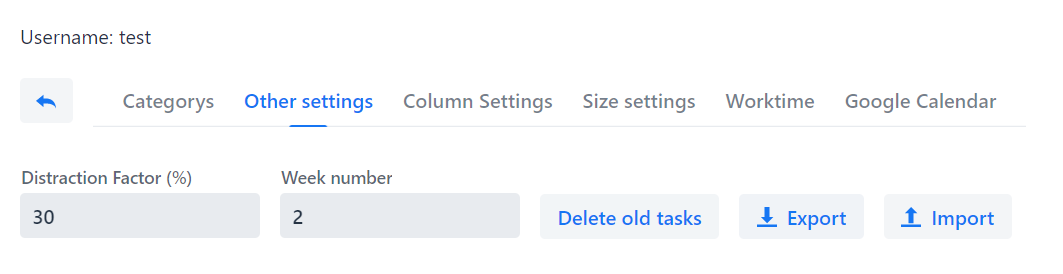 Username: test
Categorys Other settings Column Settings Size settings Worktime Google Calendar
Distraction Factor (%) Week number
30 2 Delete old tasks Export Import